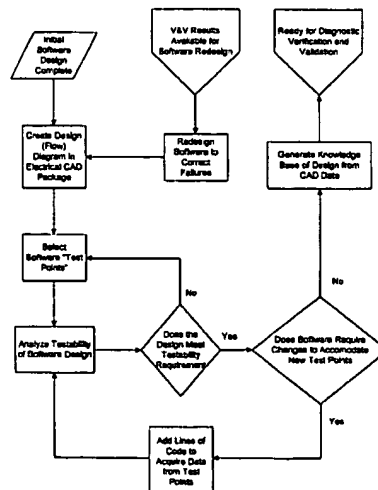 Initial
Software
Design
Complete
V&V Results
Available for
Software Redesign
Ready for Diagnostic
Verification and
Validation
Create Design
(Flow)
Diagram in
Electrical CAD
Package
Redesign
Software to
Correct
Failures
Generate Knowledge
Base of Design from
CAD Data
Select
Software "Test
Points"
No
No
Analyze Testability
of Software Design
Does the
Design Meet
Testability
Requirement
Yes
Does Software Require
Changes to Accomodate
New Test Points
Yes
Add Lines of
Code to
Acquire Data
from Test
Points